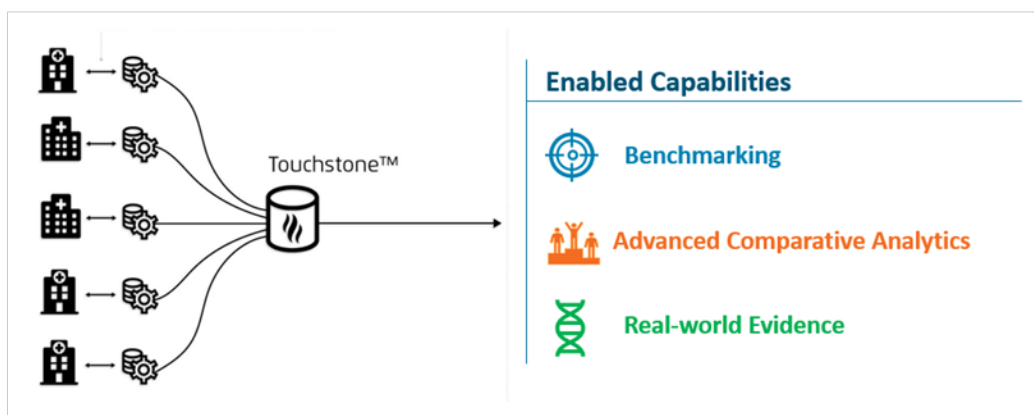 Touchstone™
Enabled Capabilities
Benchmarking
Advanced Comparative Analytics
Real-world Evidence